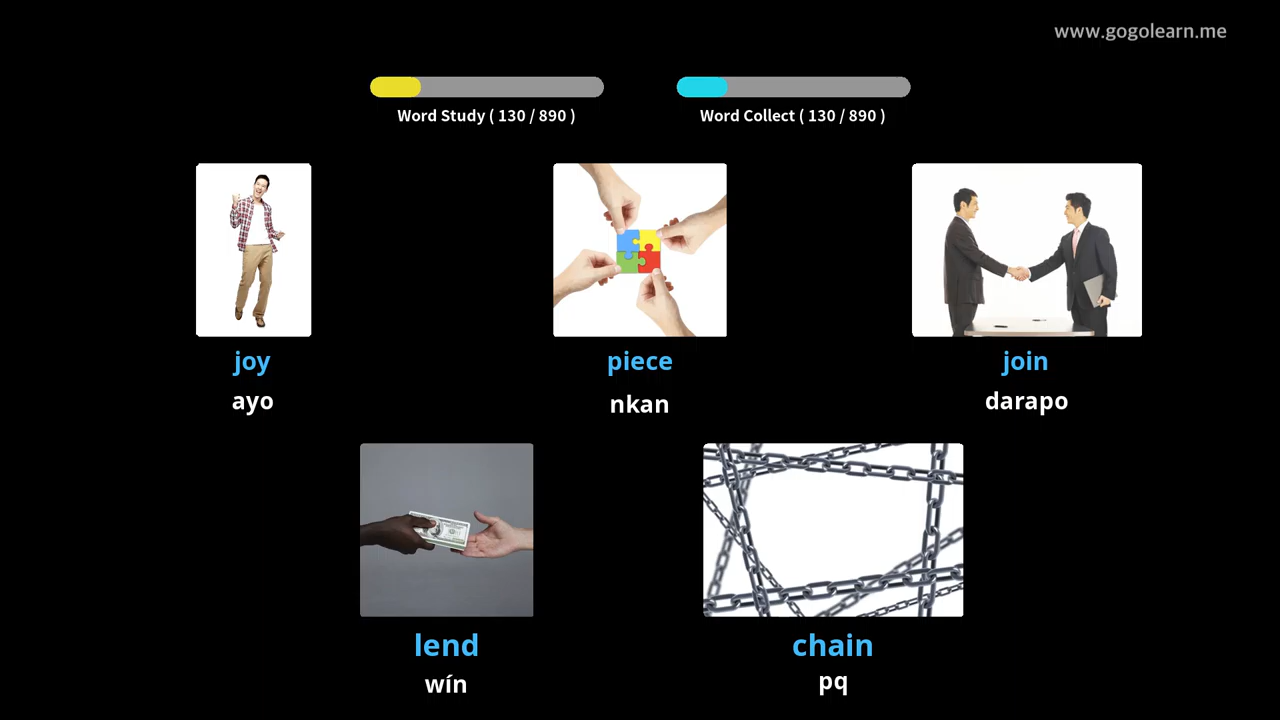 www.gogolearn.me
Word Study ( 130 / 890 )
Word Collect ( 130 / 890 )
joy
ayo
piece
nkan
join
darapo
lend
wín
chain
pq